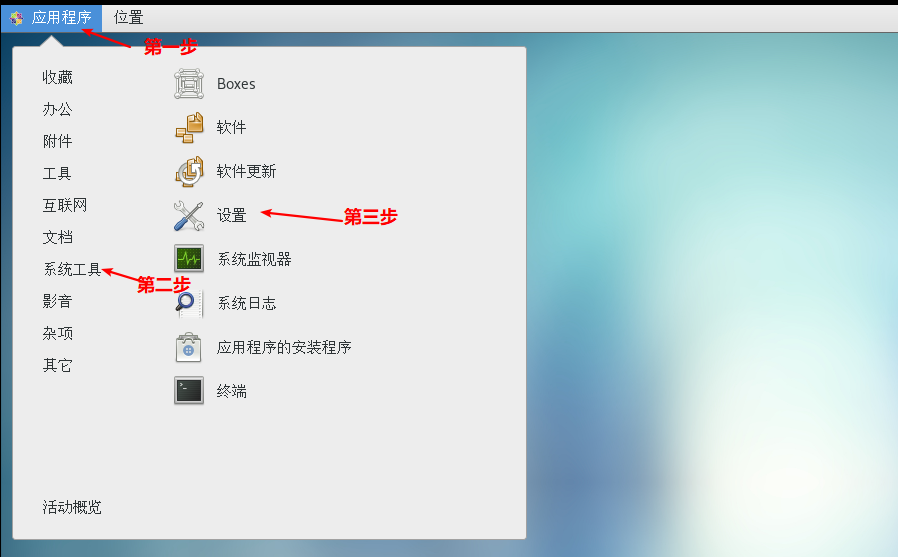 应用程序 位置
第一步
收藏
办公
附件
工具
互联网
文档
系统工具
第二步
影音
杂项
其它
Boxes
软件
软件更新
设置
第三步
系统监视器
系统日志
应用程序的安装程序
终端
活动概览